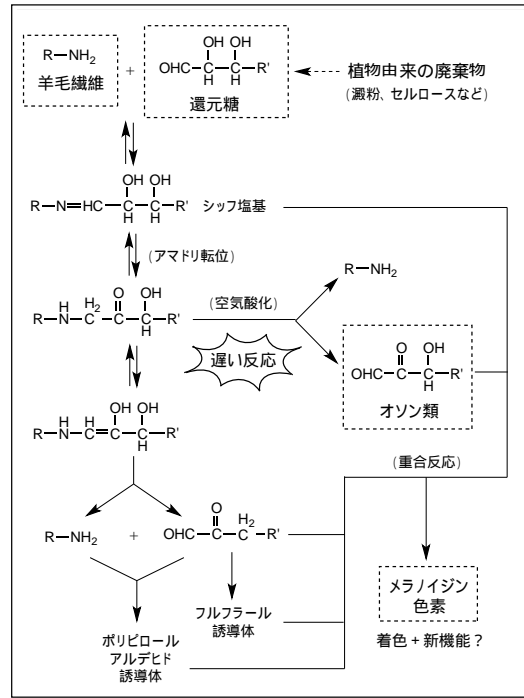 R−NH2
羊毛繊維
+
OH OH
OHC−C−C−R'
H H
還元糖
植物由来の廃棄物
(澱粉、セルロースなど)
OH OH
R−N=HC−C−C−R'
H H
シッフ塩基
(アマドリ転位)
H H2 O OH
R−N−C−C−C−R'
H
(空気酸化)
R−NH2
遅い反応
O OH
OHC−C−C−R'
H
オソン類
H OH OH
R−N−C=C−C−R'
H H
(重合反応)
R−NH2
+
O H2
OHC−C−C−R'
フルフラール
誘導体
ポリピロール
アルデヒド
誘導体
メラノイジン
色素
着色+新機能?